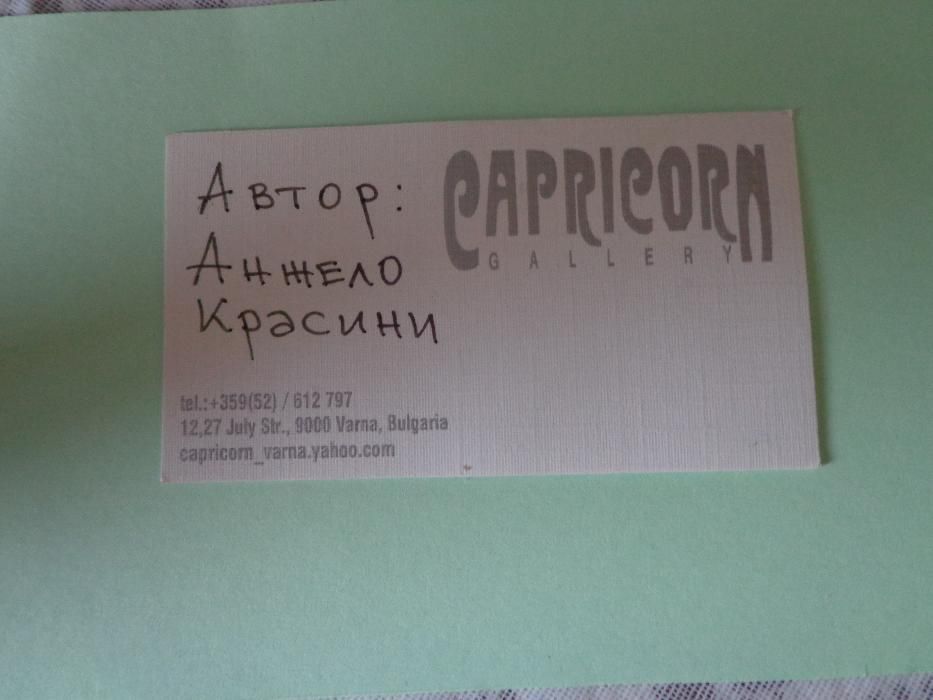 Автор:
Анжело
Красини
CAPRICORN
GALLERY
tel.:+359(52) / 612 797
12,27 July Str., 9000 Varna, Bulgaria
capricorn_varna.yahoo.com